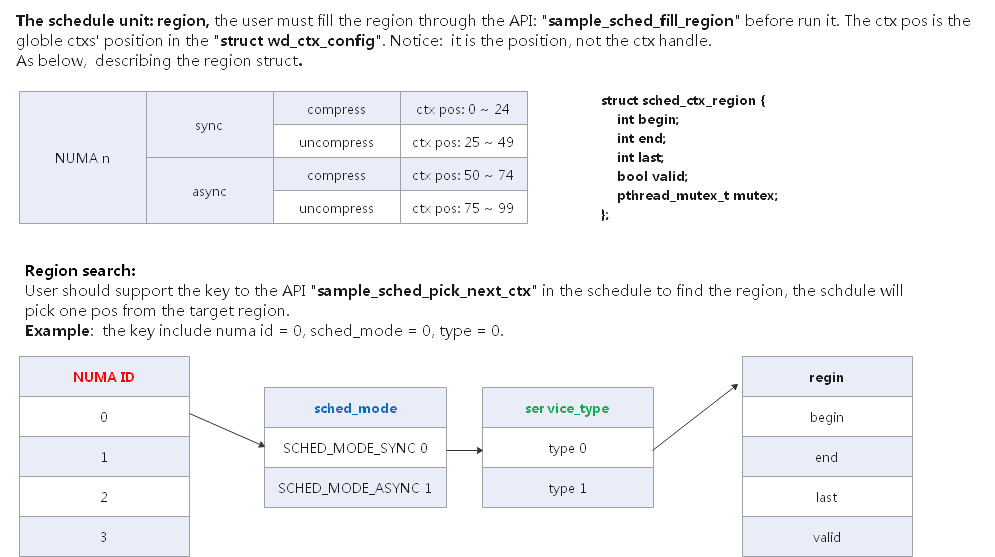 The schedule unit: region, the user must fill the region through the API: "sample_sched_fill_region" before run it. The ctx pos is the
globle ctxs' position in the "struct wd_ctx_config". Notice: it is the position, not the ctx handle.
As below, describing the region struct.
NUMA n
sync
async
compress
ctx pos: 0 ~ 24
uncompress
ctx pos: 25 ~ 49
compress
ctx pos: 50 ~ 74
uncompress
ctx pos: 75 ~ 99
struct sched_ctx_region {
int begin;
int end;
int last;
bool valid;
pthread_mutex_t mutex;
};
Region search:
User should support the key to the API "sample_sched_pick_next_ctx" in the schedule to find the region, the schdule will
pick one pos from the target region.
Example: the key include numa id = 0, sched_mode = 0, type = 0.
NUMA ID
0
1
2
3
sched_mode
SCHED_MODE_SYNC 0
SCHED_MODE_ASYNC 1
ser vice_type
type 0
type 1
regin
begin
end
last
valid